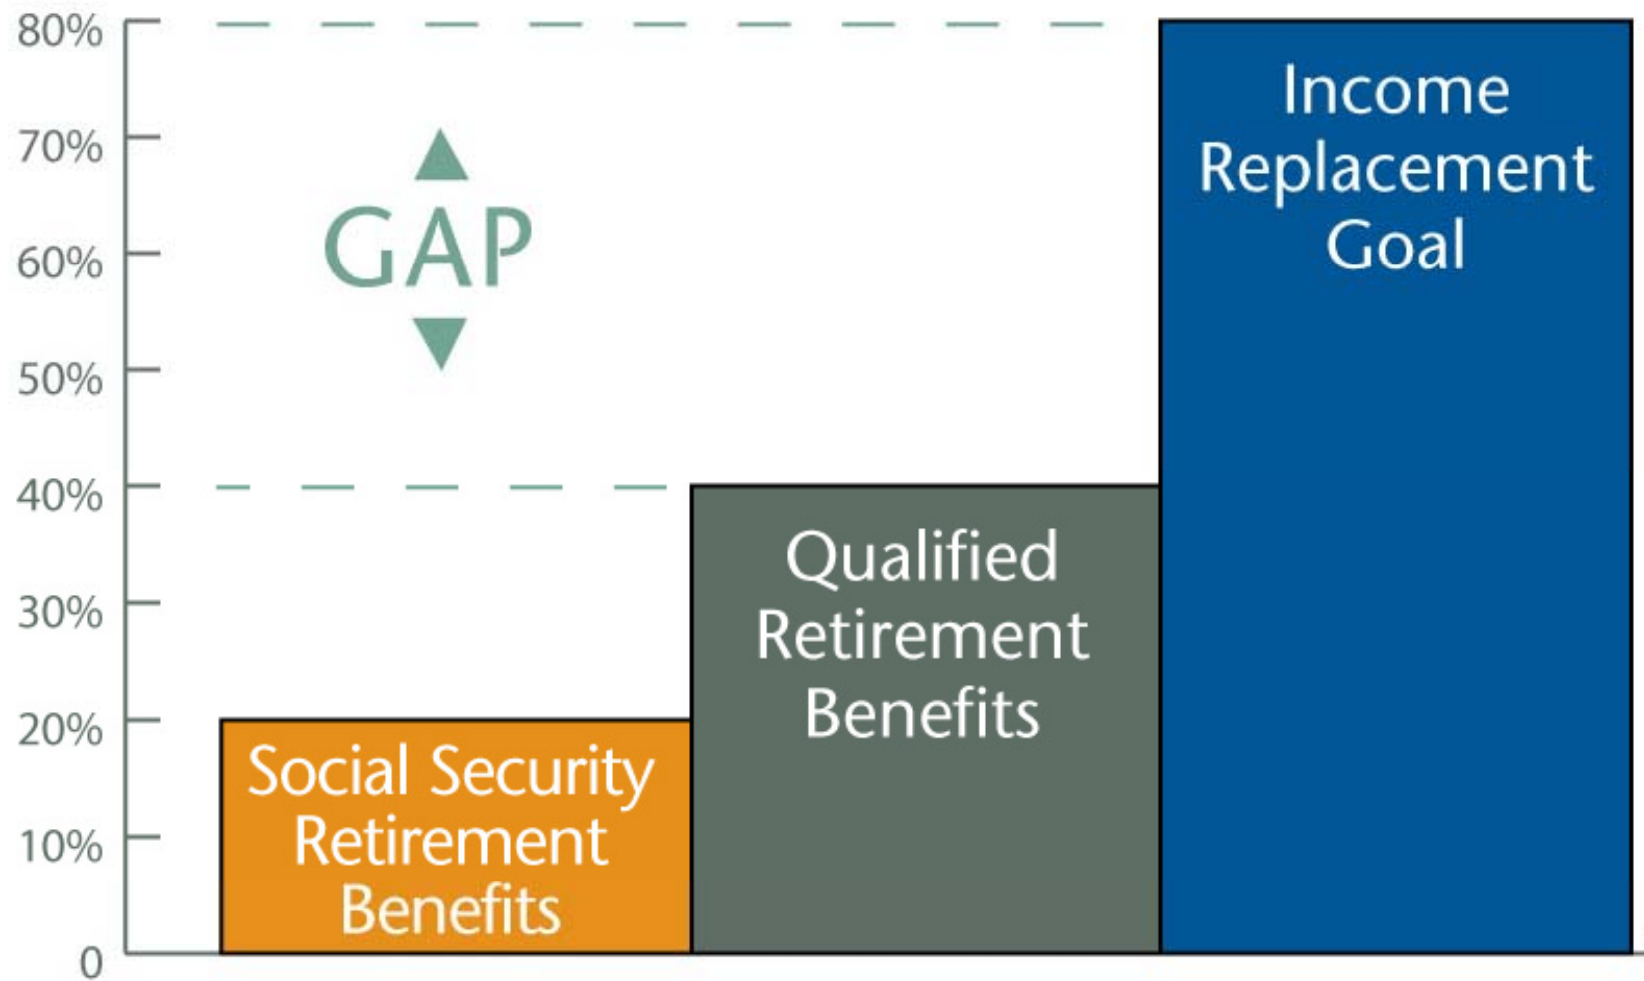 80%
70%
60%
50%
40%
30%
20%
10%
0
GAP
Social Security
Retirement
Benefits
Qualified
Retirement
Benefits
Income
Replacement
Goal